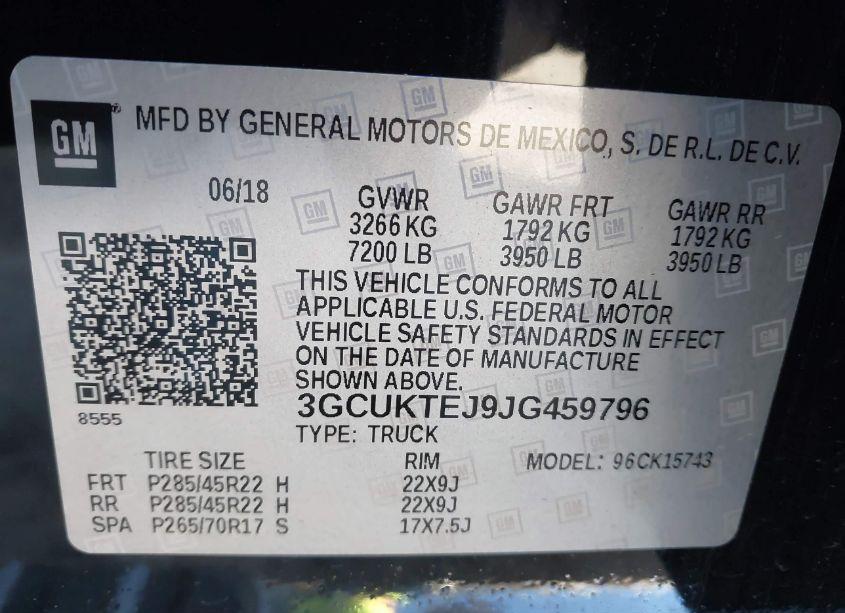 GM MFD BY GENERAL MOTORS DE MEXICO, S. DE R.L. DE C.V.
06/18 GVWR GAWR FRT GAWR RR
3266 KG 1792 KG 1792 KG
7200 LB 3950 LB 3950 LB
THIS VEHICLE CONFORMS TO ALL
APPLICABLE U.S. FEDERAL MOTOR
VEHICLE SAFETY STANDARDS IN EFFECT
ON THE DATE OF MANUFACTURE
SHOWN ABOVE.
8555 3GCUKTEJ9JG459796
TYPE: TRUCK
TIRE SIZE RIM MODEL: 96CK15743
FRT P285/45R22 H 22X9J
RR P285/45R22 H 22X9J
SPA P265/70R17 S 17X7.5J